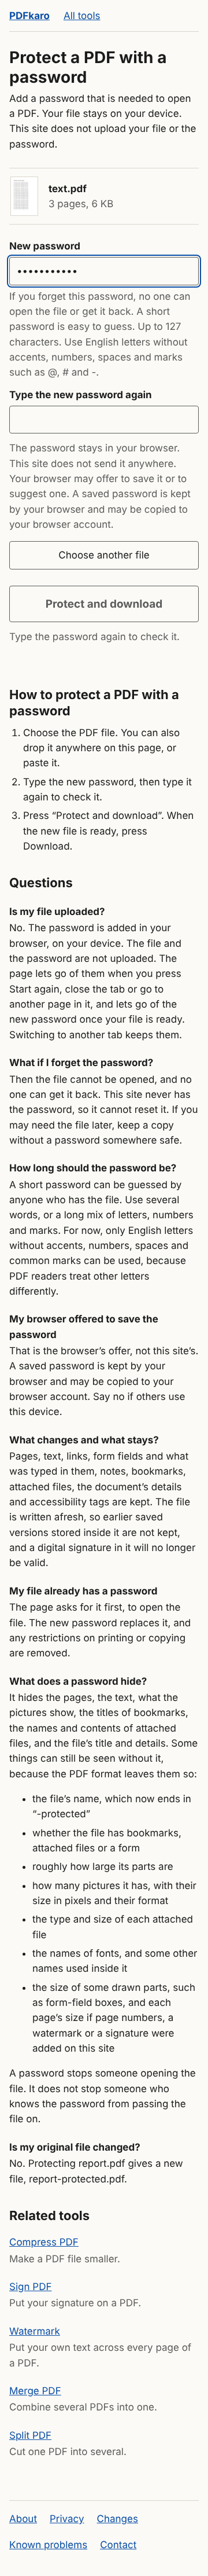 PDFkaro All tools
Protect a PDF with a
password
Add a password that is needed to open
a PDF. Your file stays on your device.
This site does not upload your file or the
password.
text.pdf
3 pages, 6 KB
New password
•••••••••••
If you forget this password, no one can
open the file or get it back. A short
password is easy to guess. Up to 127
characters. Use English letters without
accents, numbers, spaces and marks
such as @, # and -.
Type the new password again
The password stays in your browser.
This site does not send it anywhere.
Your browser may offer to save it or to
suggest one. A saved password is kept
by your browser and may be copied to
your browser account.
Choose another file
Protect and download
Type the password again to check it.
How to protect a PDF with a
password
1. Choose the PDF file. You can also
drop it anywhere on this page, or
paste it.
2. Type the new password, then type it
again to check it.
3. Press “Protect and download”. When
the new file is ready, press
Download.
Questions
Is my file uploaded?
No. The password is added in your
browser, on your device. The file and
the password are not uploaded. The
page lets go of them when you press
Start again, close the tab or go to
another page in it, and lets go of the
new password once your file is ready.
Switching to another tab keeps them.
What if I forget the password?
Then the file cannot be opened, and no
one can get it back. This site never has
the password, so it cannot reset it. If you
may need the file later, keep a copy
without a password somewhere safe.
How long should the password be?
A short password can be guessed by
anyone who has the file. Use several
words, or a long mix of letters, numbers
and marks. For now, only English letters
without accents, numbers, spaces and
common marks can be used, because
PDF readers treat other letters
differently.
My browser offered to save the
password
That is the browser’s offer, not this site’s.
A saved password is kept by your
browser and may be copied to your
browser account. Say no if others use
this device.
What changes and what stays?
Pages, text, links, form fields and what
was typed in them, notes, bookmarks,
attached files, the document’s details
and accessibility tags are kept. The file
is written afresh, so earlier saved
versions stored inside it are not kept,
and a digital signature in it will no longer
be valid.
My file already has a password
The page asks for it first, to open the
file. The new password replaces it, and
any restrictions on printing or copying
are removed.
What does a password hide?
It hides the pages, the text, what the
pictures show, the titles of bookmarks,
the names and contents of attached
files, and the file’s title and details. Some
things can still be seen without it,
because the PDF format leaves them so:
• the file’s name, which now ends in
“-protected”
• whether the file has bookmarks,
attached files or a form
• roughly how large its parts are
• how many pictures it has, with their
size in pixels and their format
• the type and size of each attached
file
• the names of fonts, and some other
names used inside it
• the size of some drawn parts, such
as form-field boxes, and each
page’s size if page numbers, a
watermark or a signature were
added on this site
A password stops someone opening the
file. It does not stop someone who
knows the password from passing the
file on.
Is my original file changed?
No. Protecting report.pdf gives a new
file, report-protected.pdf.
Related tools
Compress PDF
Make a PDF file smaller.
Sign PDF
Put your signature on a PDF.
Watermark
Put your own text across every page of
a PDF.
Merge PDF
Combine several PDFs into one.
Split PDF
Cut one PDF into several.
About Privacy Changes
Known problems Contact